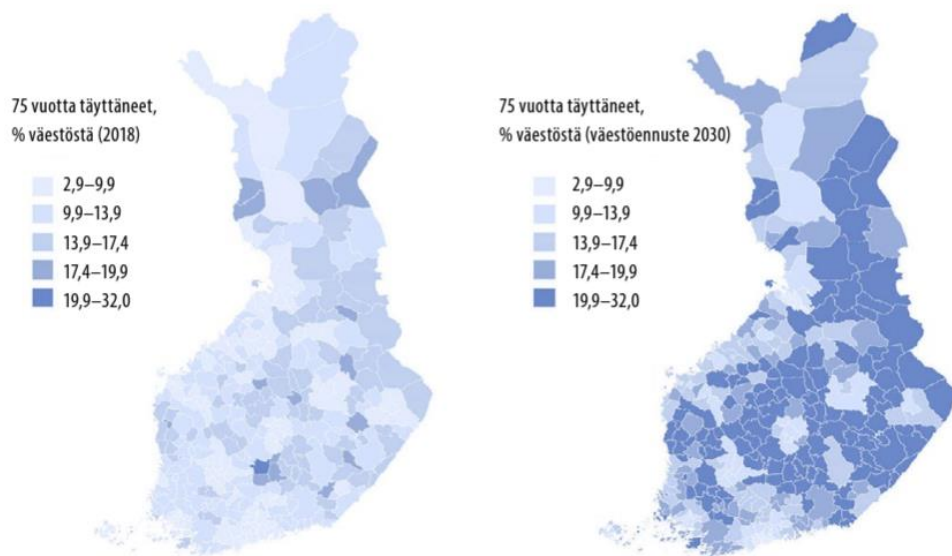 75 vuotta täyttäneet,
% väestöstä (2018)
2,9–9,9
9,9–13,9
13,9–17,4
17,4–19,9
19,9–32,0
75 vuotta täyttäneet,
% väestöstä (väestöennuste 2030)
2,9–9,9
9,9–13,9
13,9–17,4
17,4–19,9
19,9–32,0